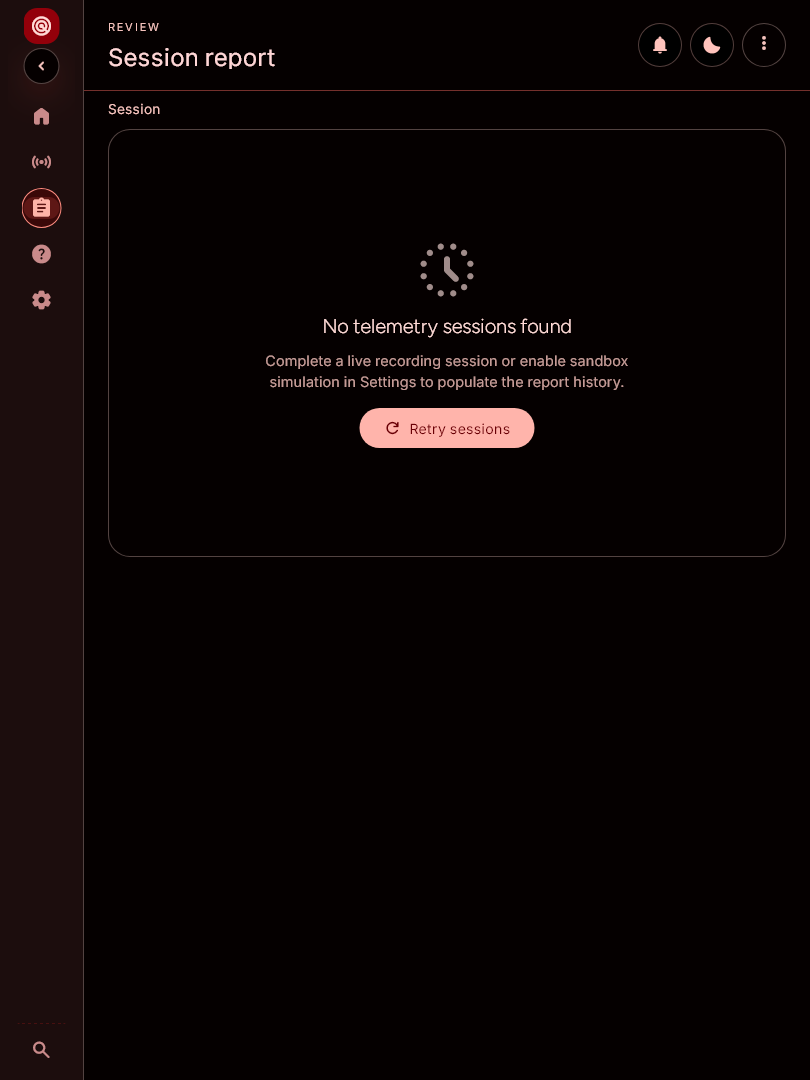 REVIEW
Session report
Session
No telemetry sessions found
Complete a live recording session or enable sandbox
simulation in Settings to populate the report history.
Retry sessions